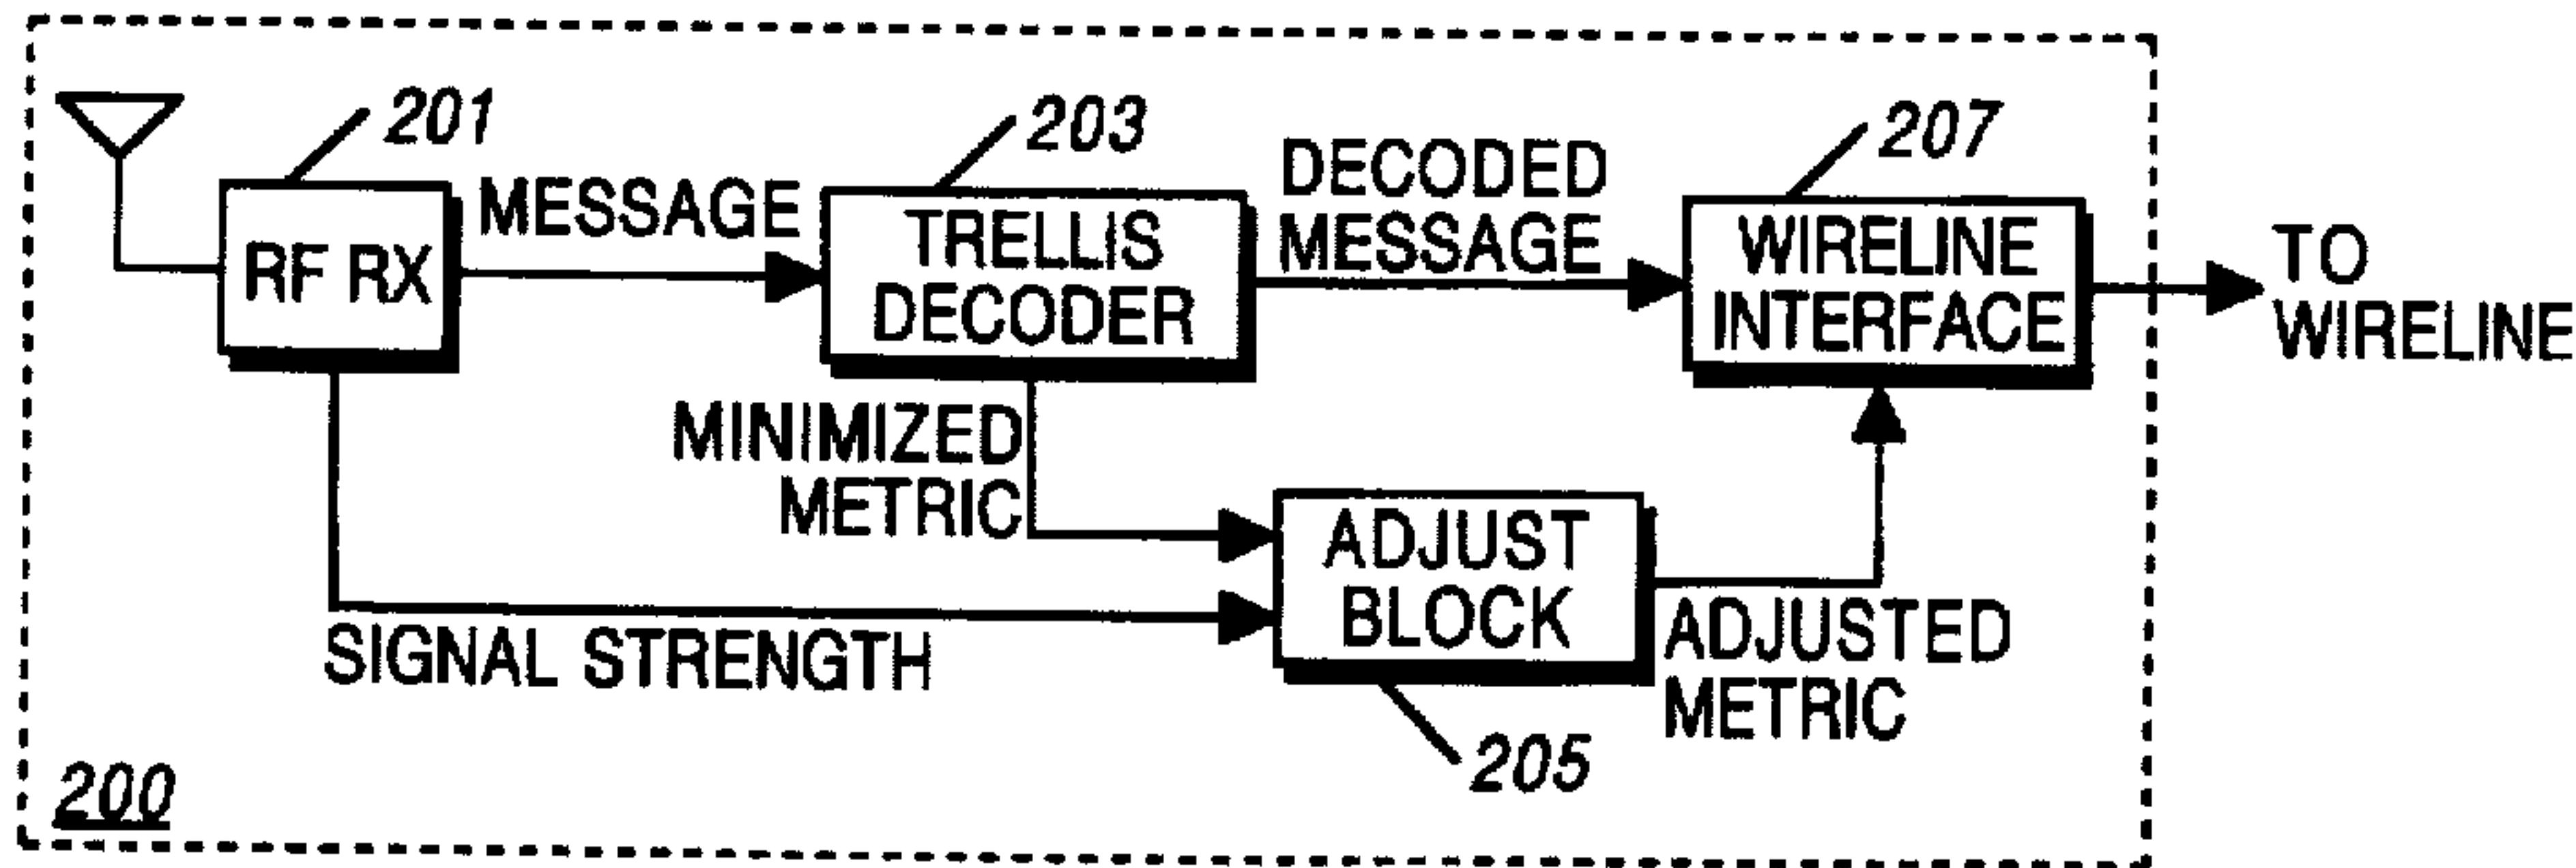 201
203
207
RF RX
MESSAGE
TRELLIS
DECODER
DECODED
MESSAGE
WIRELINE
INTERFACE
TO
WIRELINE
MINIMIZED
METRIC
SIGNAL STRENGTH
ADJUST
BLOCK
ADJUSTED
METRIC
205
200